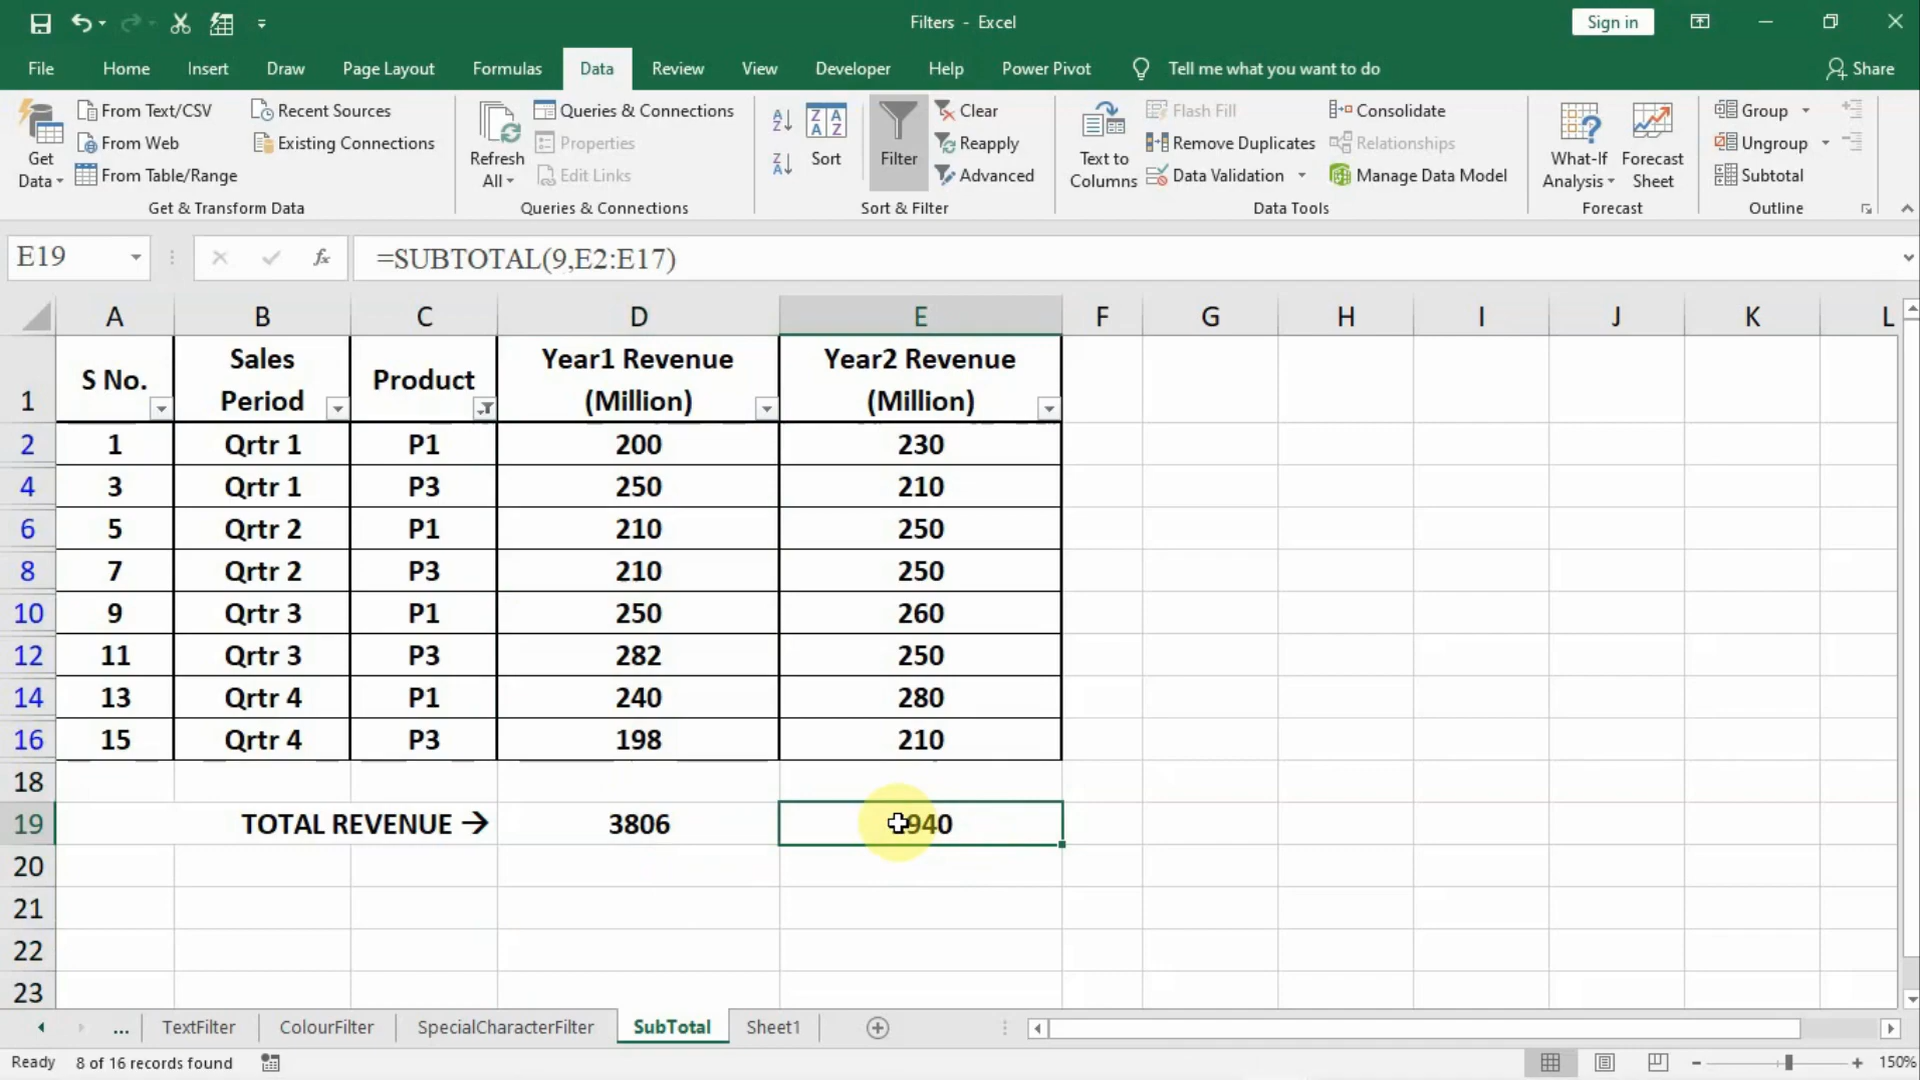 Filters - Excel
Sign in
File Home Insert Draw Page Layout Formulas Data Review View Developer Help Power Pivot Tell me what you want to do Share
Get Data
From Text/CSV
From Web
From Table/Range
Recent Sources
Existing Connections
Get & Transform Data
Refresh All
Queries & Connections
Properties
Edit Links
Queries & Connections
Sort
Filter
Clear
Reapply
Advanced
Sort & Filter
Text to Columns
Flash Fill
Remove Duplicates
Data Validation
Consolidate
Relationships
Manage Data Model
Data Tools
What-If Analysis
Forecast Sheet
Forecast
Group
Ungroup
Subtotal
Outline
E19 fx =SUBTOTAL(9,E2:E17)
A B C D E F G H I J K L
1 S No. Sales Period Product Year1 Revenue (Million) Year2 Revenue (Million)
2 1 Qrtr 1 P1 200 230
4 3 Qrtr 1 P3 250 210
6 5 Qrtr 2 P1 210 250
8 7 Qrtr 2 P3 210 250
10 9 Qrtr 3 P1 250 260
12 11 Qrtr 3 P3 282 250
14 13 Qrtr 4 P1 240 280
16 15 Qrtr 4 P3 198 210
18
19 TOTAL REVENUE → 3806
20
21
22
23
... TextFilter ColourFilter SpecialCharacterFilter SubTotal Sheet1
Ready 8 of 16 records found 150%